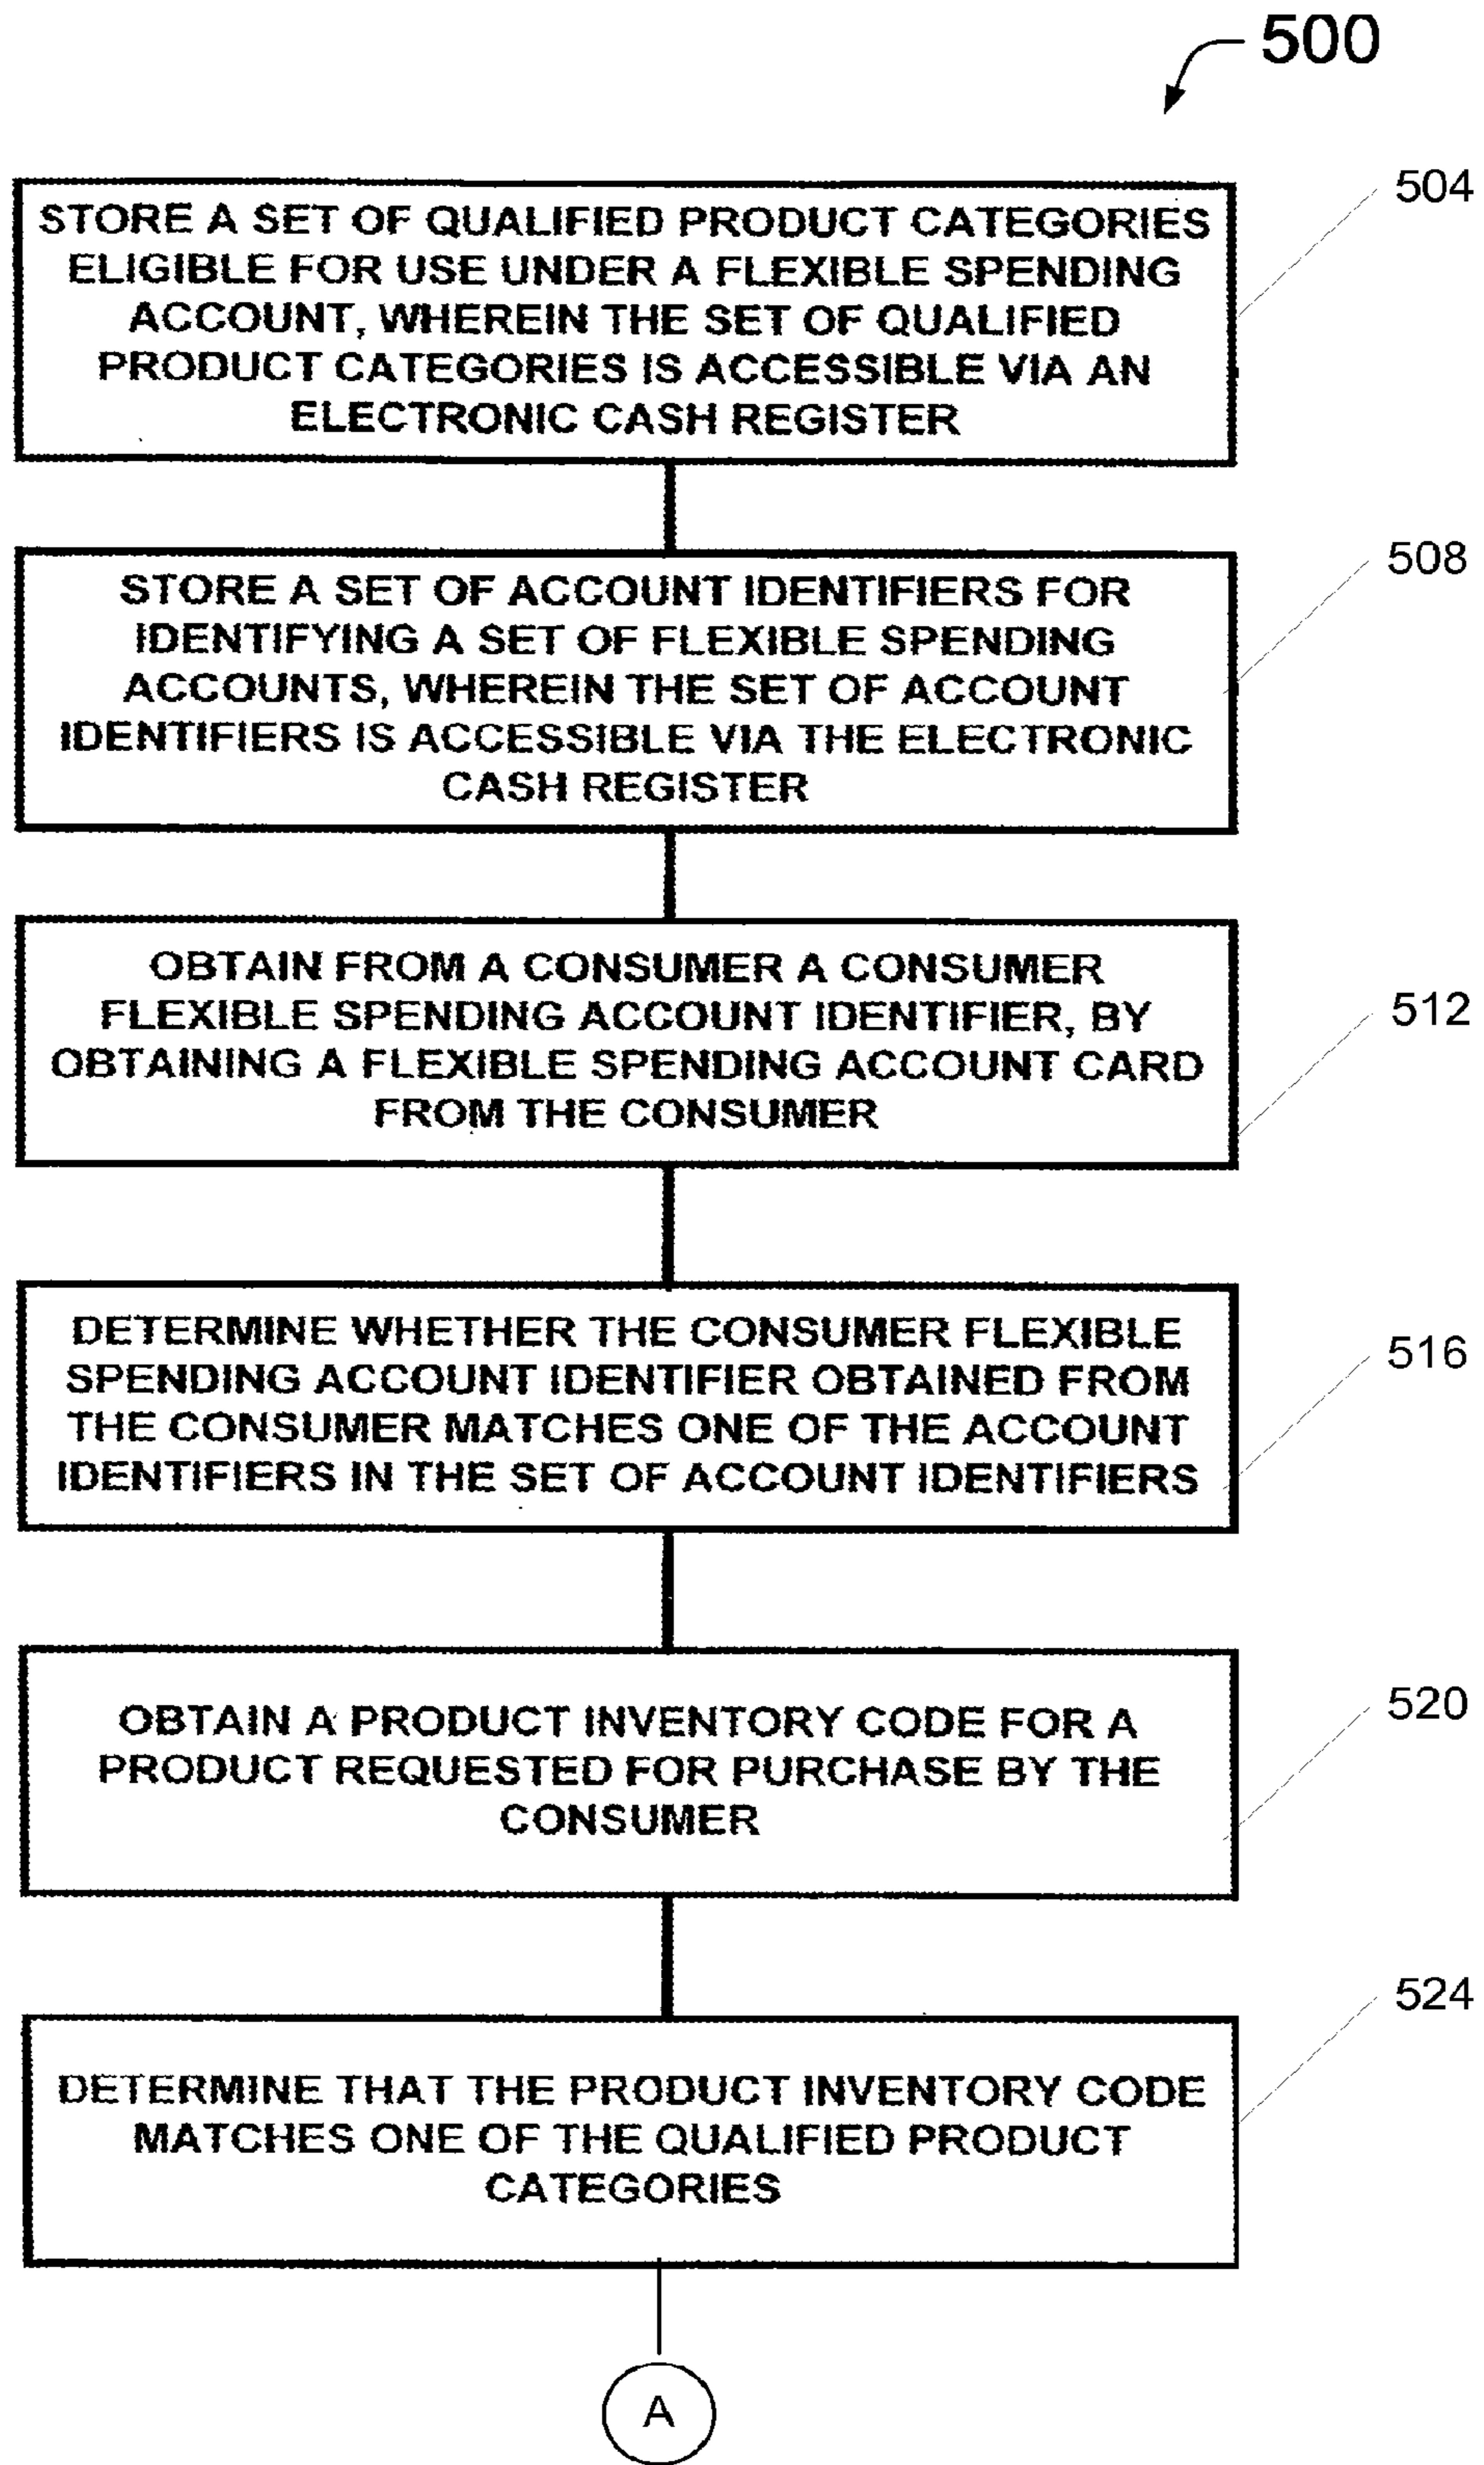 500
504
STORE A SET OF QUALIFIED PRODUCT CATEGORIES
ELIGIBLE FOR USE UNDER A FLEXIBLE SPENDING
ACCOUNT, WHEREIN THE SET OF QUALIFIED
PRODUCT CATEGORIES IS ACCESSIBLE VIA AN
ELECTRONIC CASH REGISTER
508
STORE A SET OF ACCOUNT IDENTIFIERS FOR
IDENTIFYING A SET OF FLEXIBLE SPENDING
ACCOUNTS, WHEREIN THE SET OF ACCOUNT
IDENTIFIERS IS ACCESSIBLE VIA THE ELECTRONIC
CASH REGISTER
512
OBTAIN FROM A CONSUMER A CONSUMER
FLEXIBLE SPENDING ACCOUNT IDENTIFIER, BY
OBTAINING A FLEXIBLE SPENDING ACCOUNT CARD
FROM THE CONSUMER
516
DETERMINE WHETHER THE CONSUMER FLEXIBLE
SPENDING ACCOUNT IDENTIFIER OBTAINED FROM
THE CONSUMER MATCHES ONE OF THE ACCOUNT
IDENTIFIERS IN THE SET OF ACCOUNT IDENTIFIERS
520
OBTAIN A PRODUCT INVENTORY CODE FOR A
PRODUCT REQUESTED FOR PURCHASE BY THE
CONSUMER
524
DETERMINE THAT THE PRODUCT INVENTORY CODE
MATCHES ONE OF THE QUALIFIED PRODUCT
CATEGORIES
A